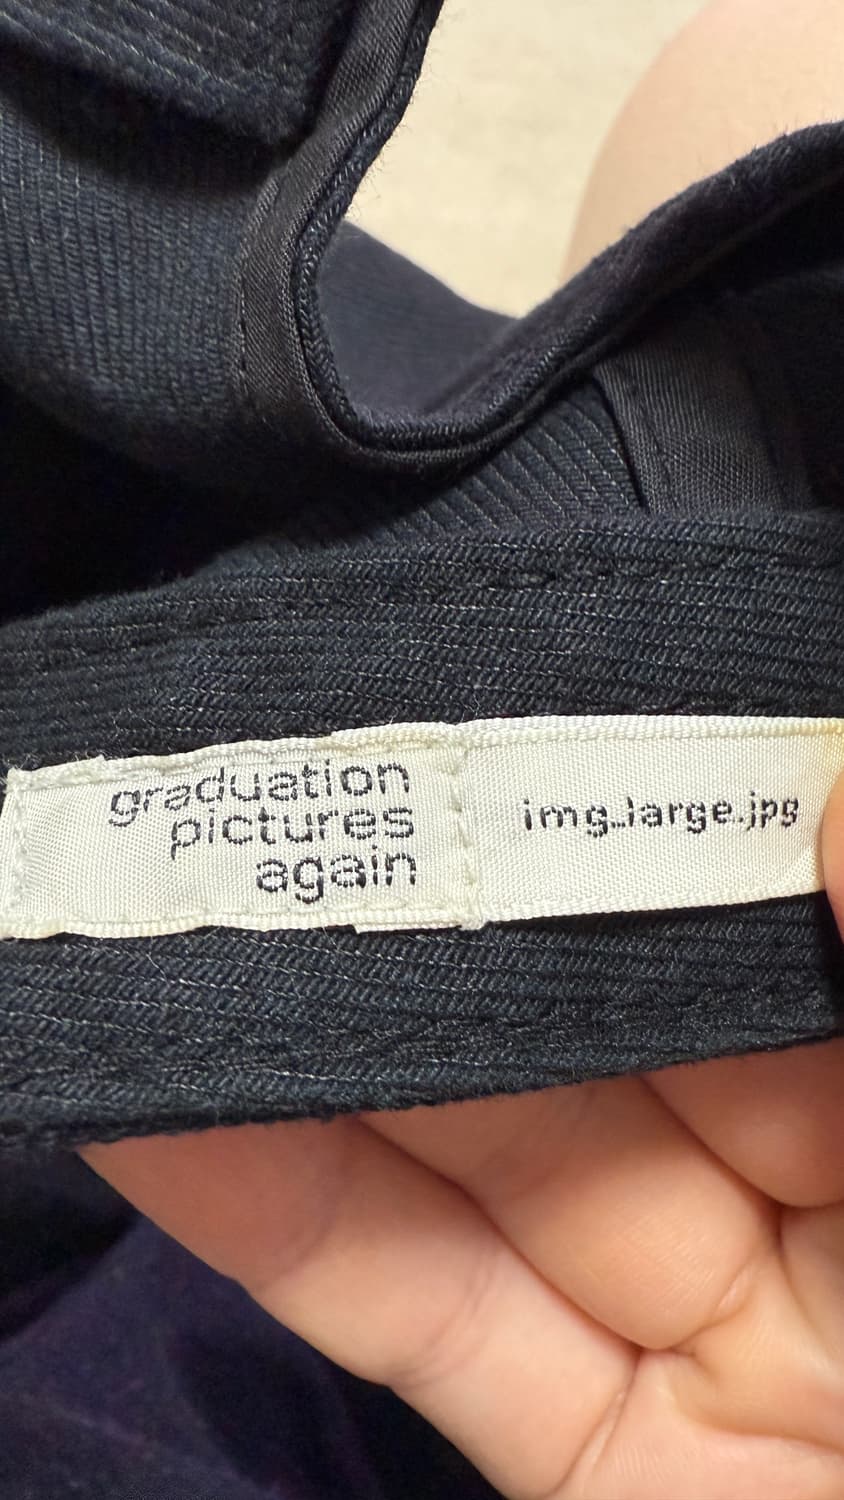 graduation
pictures
again
img_large.jpg